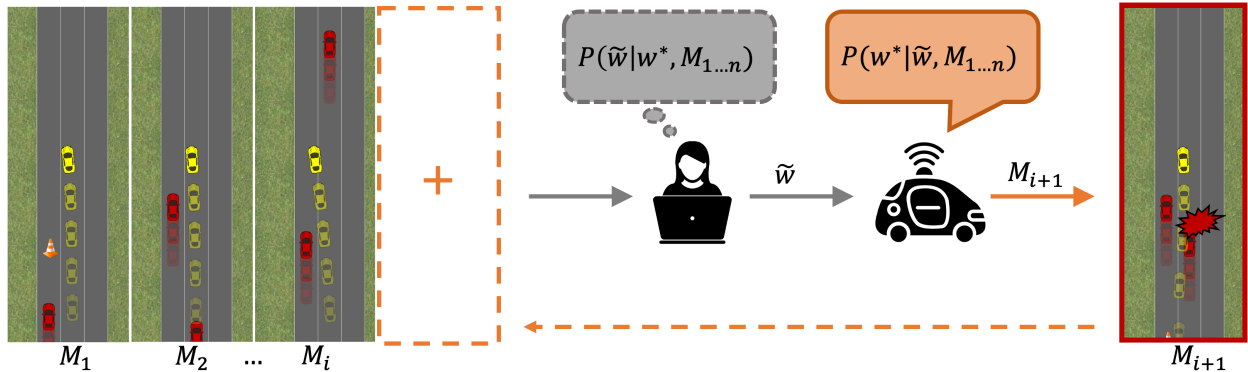 P(w̃|w*, M₁…ₙ)
P(w*|w̃, M₁…ₙ)
+
w̃
Mᵢ₊₁
M₁
M₂
...
Mᵢ
Mᵢ₊₁